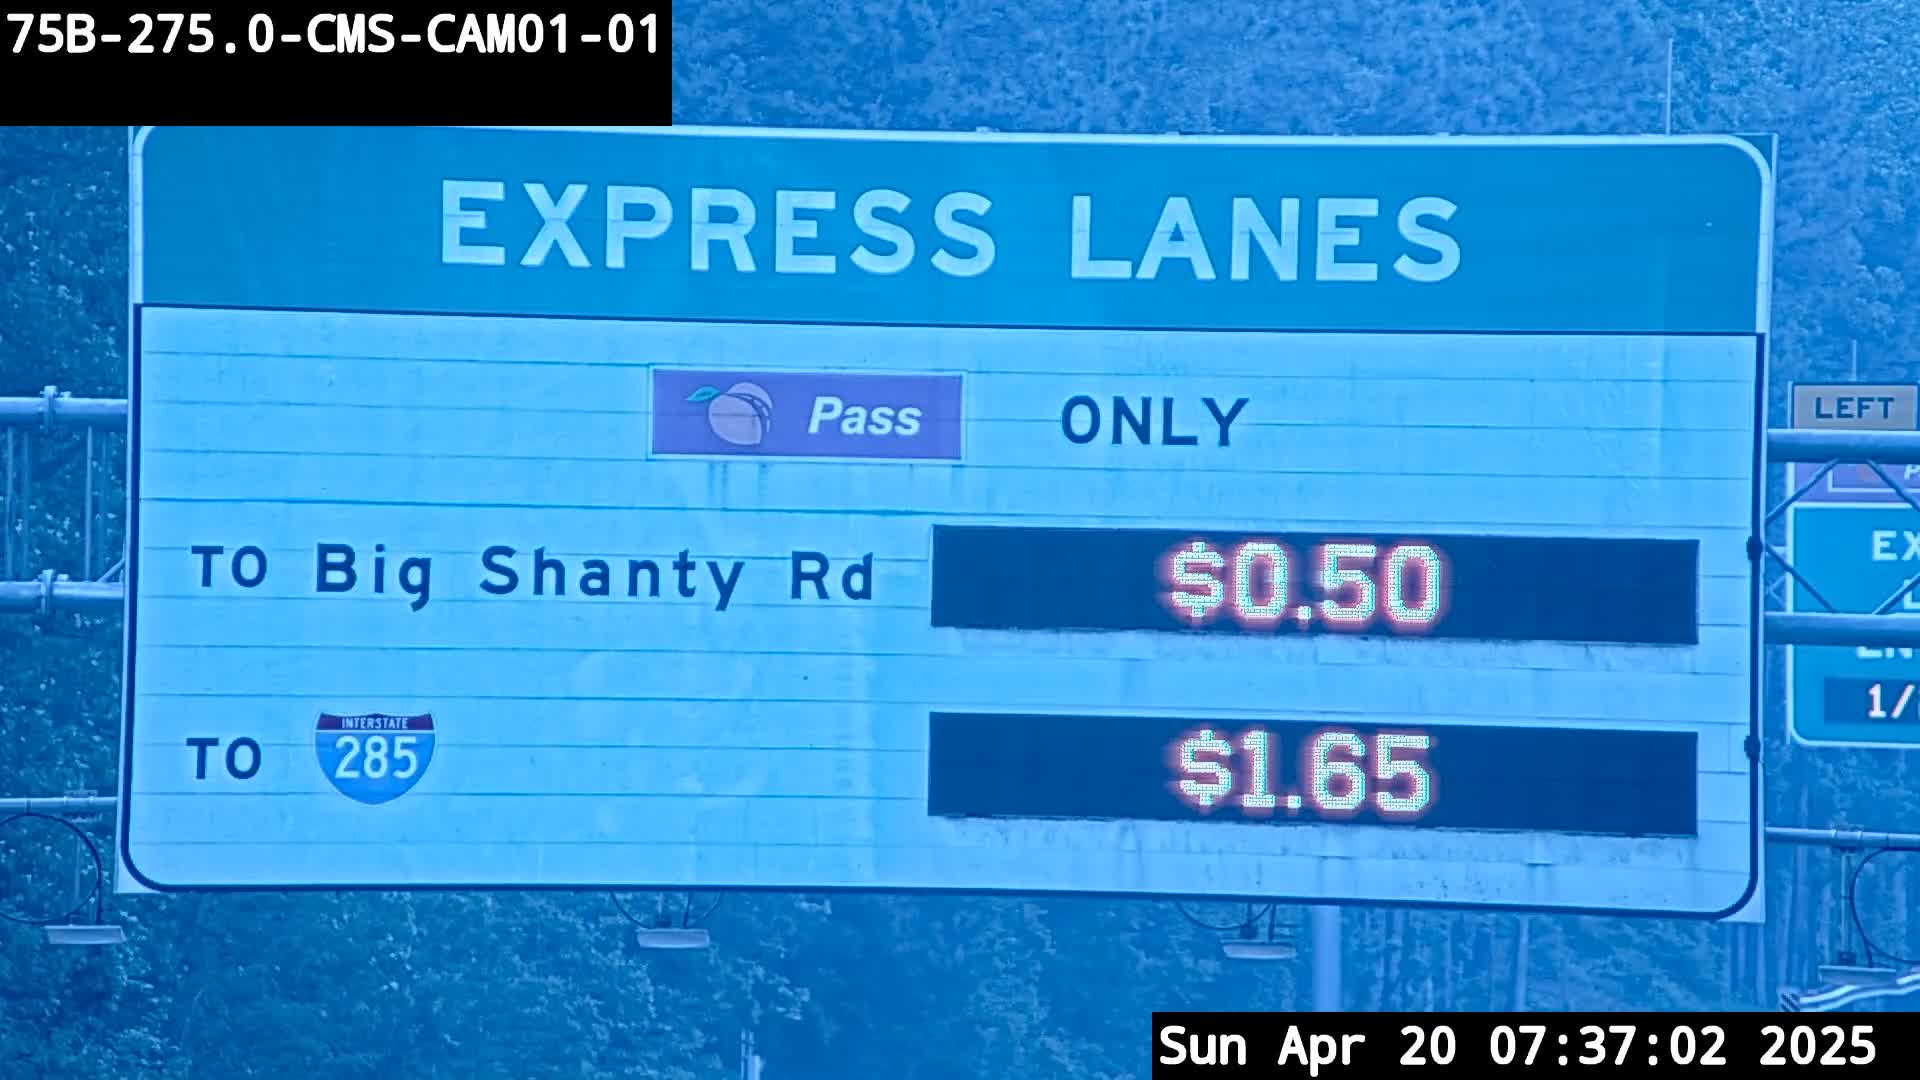 75B-275.0-CMS-CAM01-01
EXPRESS LANES
Pass ONLY
TO Big Shanty Rd $0.50
TO INTERSTATE 285 $1.65
LEFT
Sun Apr 20 07:37:02 2025